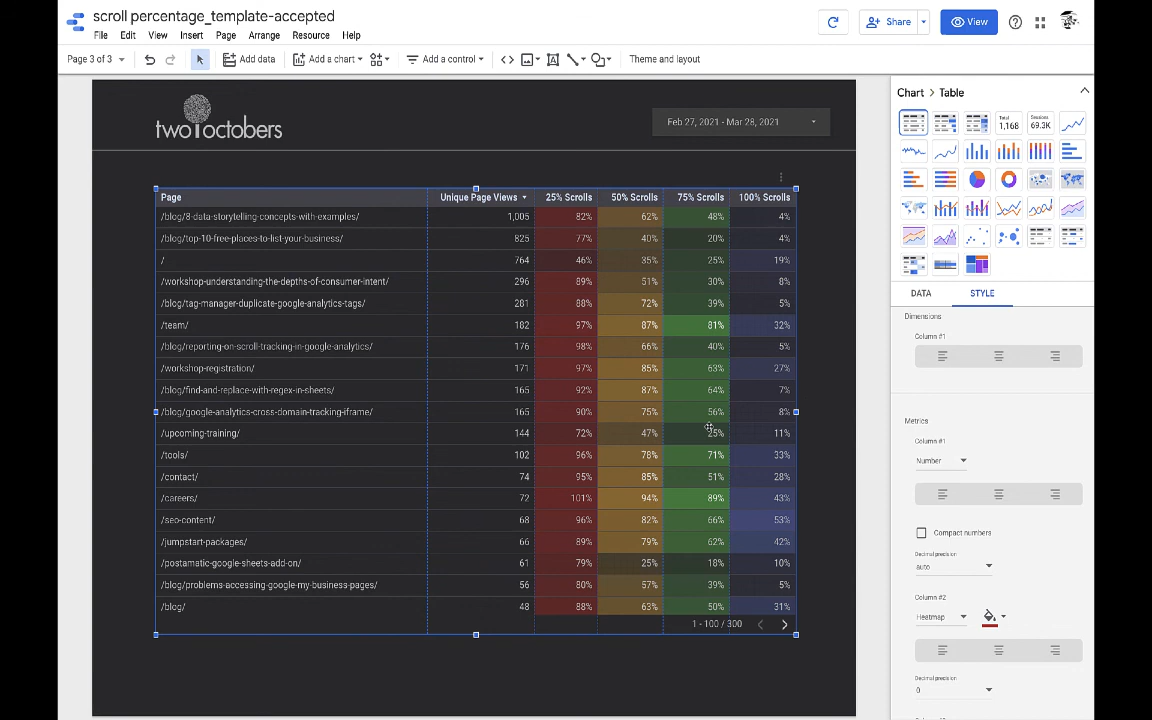 scroll percentage_template-accepted
File Edit View Insert Page Arrange Resource Help
Share
View
Page 3 of 3
Add data
Add a chart
Add a control
Theme and layout
two octobers
Feb 27, 2021 - Mar 28, 2021
Page Unique Page Views 25% Scrolls 50% Scrolls 75% Scrolls 100% Scrolls
/blog/8-data-storytelling-concepts-with-examples/ 1,005 82% 62% 48% 4%
/blog/top-10-free-places-to-list-your-business/ 825 77% 40% 20% 4%
/ 764 46% 35% 25% 19%
/workshop-understanding-the-depths-of-consumer-intent/ 296 89% 51% 30% 8%
/blog/tag-manager-duplicate-google-analytics-tags/ 281 88% 72% 39% 5%
/team/ 182 97% 87% 81% 32%
/blog/reporting-on-scroll-tracking-in-google-analytics/ 176 98% 66% 40% 5%
/workshop-registration/ 171 97% 85% 63% 27%
/blog/find-and-replace-with-regex-in-sheets/ 165 92% 87% 64% 7%
/blog/google-analytics-cross-domain-tracking-iframe/ 165 90% 75% 56% 8%
/upcoming-training/ 144 72% 47% 25% 11%
/tools/ 102 96% 78% 71% 33%
/contact/ 74 95% 85% 51% 28%
/careers/ 72 101% 94% 89% 43%
/seo-content/ 68 96% 82% 66% 53%
/jumpstart-packages/ 66 89% 79% 62% 42%
/postamatic-google-sheets-add-on/ 61 79% 25% 18% 10%
/blog/problems-accessing-google-my-business-pages/ 56 80% 57% 39% 5%
/blog/ 48 88% 63% 50% 31%
1 - 100 / 300
Chart > Table
Total
1,168
Sessions
69.3K
DATA STYLE
Dimensions
Column #1
Metrics
Column #1
Number
Compact numbers
Decimal precision
auto
Column #2
Heatmap
Decimal precision
0